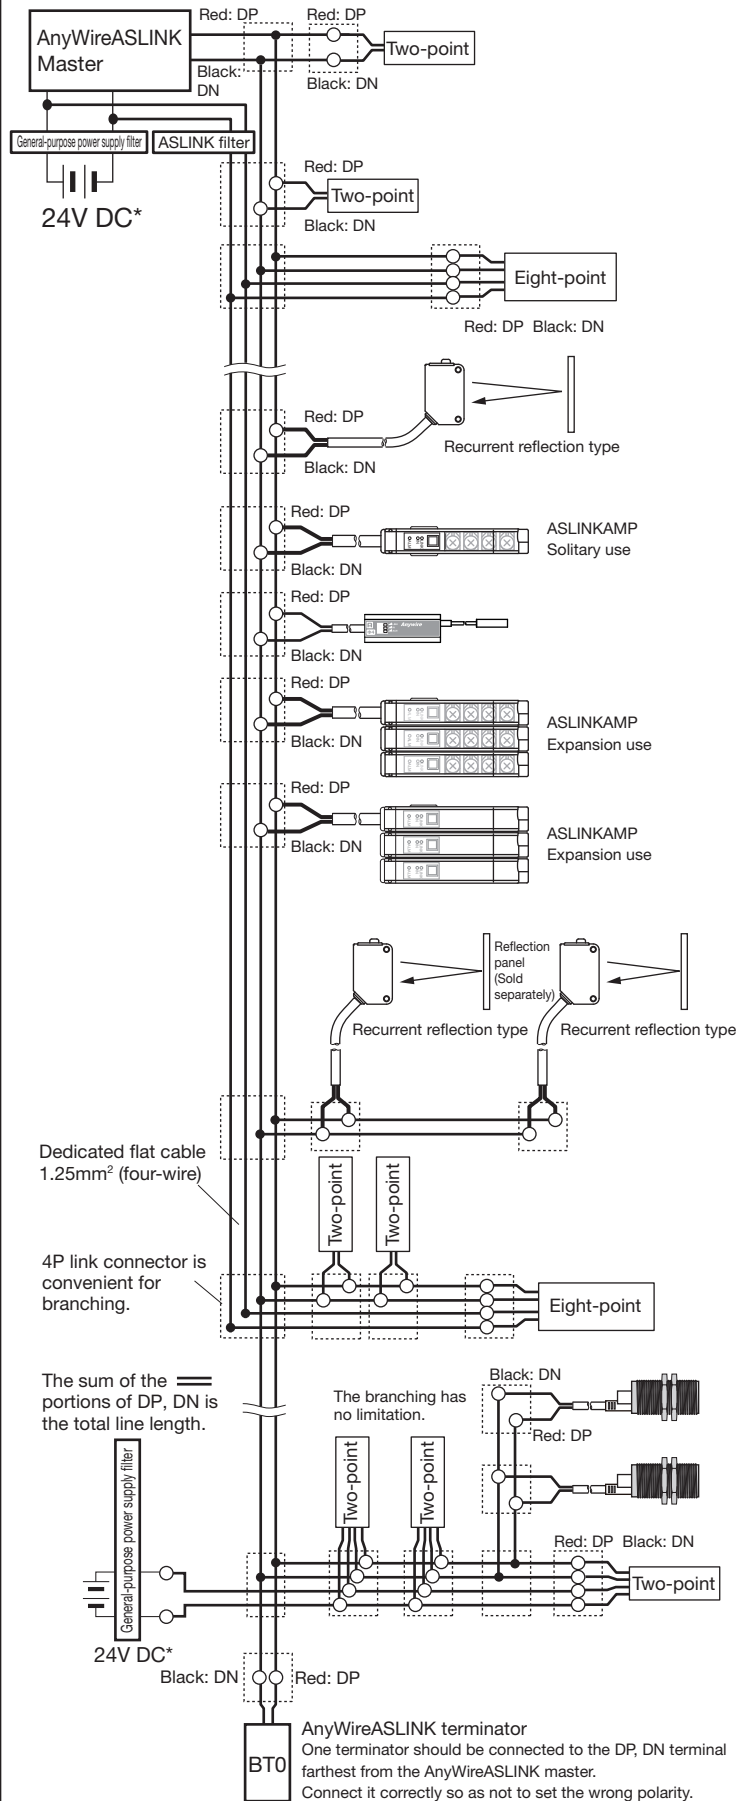 Red: DP
Red: DP
AnyWireASLINK
Master
Two-point
Black:
DN
Black: DN
General-purpose power supply filter
ASLINK filter
24V DC*
Red: DP
Two-point
Black: DN
Eight-point
Red: DP Black: DN
Red: DP
Recurrent reflection type
Black: DN
Red: DP
ASLINKAMP
Solitary use
Black: DN
Red: DP
Anywire
Black: DN
Red: DP
ASLINKAMP
Expansion use
Black: DN
Red: DP
ASLINKAMP
Expansion use
Black: DN
Reflection
panel
(Sold
separately)
Recurrent reflection type
Recurrent reflection type
Dedicated flat cable
1.25mm² (four-wire)
Two-point
Two-point
4P link connector is
convenient for
branching.
Eight-point
The sum of the
portions of DP, DN is
the total line length.
The branching has
no limitation.
Black: DN
Red: DP
General-purpose power supply filter
Two-point
Two-point
Red: DP Black: DN
Two-point
24V DC*
Black: DN
Red: DP
BT0
AnyWireASLINK terminator
One terminator should be connected to the DP, DN terminal
farthest from the AnyWireASLINK master.
Connect it correctly so as not to set the wrong polarity.